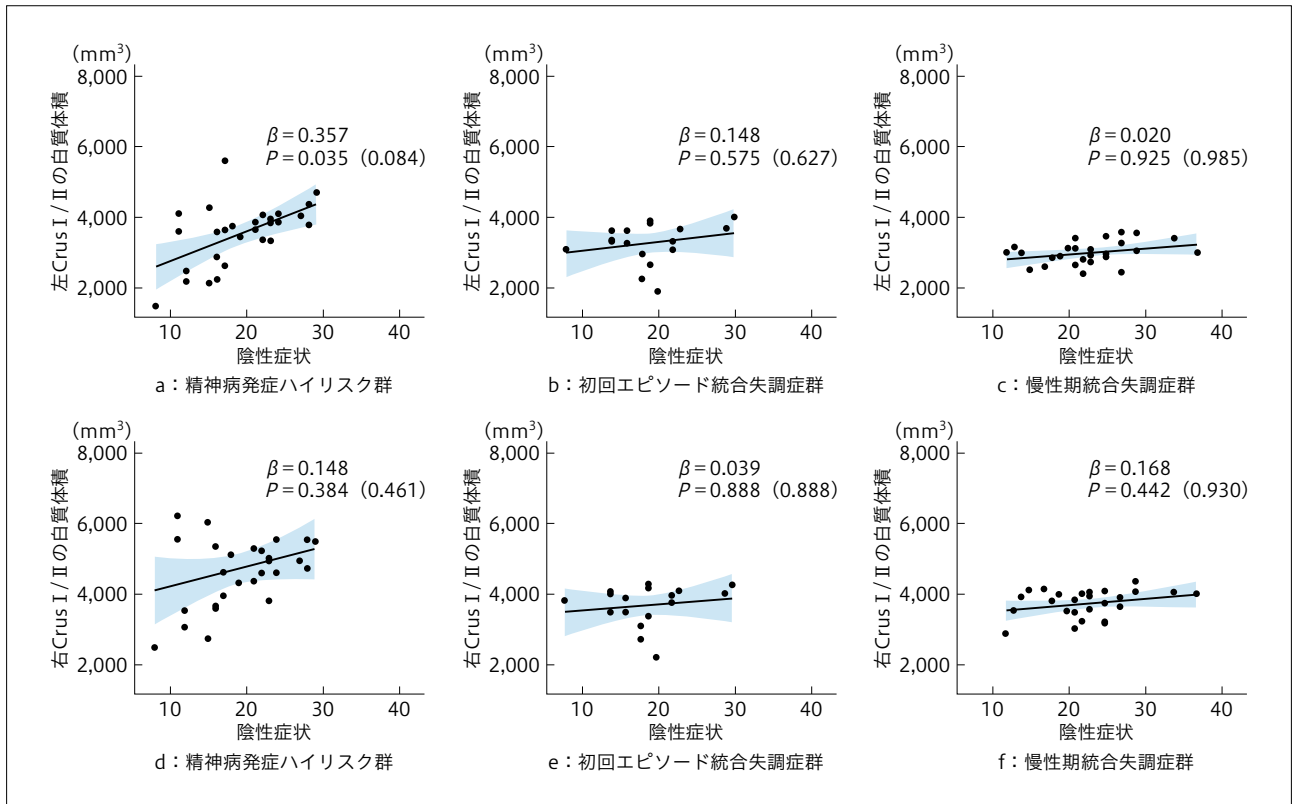 (mm³)
8,000
6,000
4,000
2,000
左Crus Ⅰ/Ⅱの白質体積
β=0.357
P=0.035（0.084）
10 20 30 40
陰性症状
a：精神病発症ハイリスク群
(mm³)
8,000
6,000
4,000
2,000
左Crus Ⅰ/Ⅱの白質体積
β=0.148
P=0.575（0.627）
10 20 30 40
陰性症状
b：初回エピソード統合失調症群
(mm³)
8,000
6,000
4,000
2,000
左Crus Ⅰ/Ⅱの白質体積
β=0.020
P=0.925（0.985）
10 20 30 40
陰性症状
c：慢性期統合失調症群
(mm³)
8,000
6,000
4,000
2,000
右Crus Ⅰ/Ⅱの白質体積
β=0.148
P=0.384（0.461）
10 20 30 40
陰性症状
d：精神病発症ハイリスク群
(mm³)
8,000
6,000
4,000
2,000
右Crus Ⅰ/Ⅱの白質体積
β=0.039
P=0.888（0.888）
10 20 30 40
陰性症状
e：初回エピソード統合失調症群
(mm³)
8,000
6,000
4,000
2,000
右Crus Ⅰ/Ⅱの白質体積
β=0.168
P=0.442（0.930）
10 20 30 40
陰性症状
f：慢性期統合失調症群